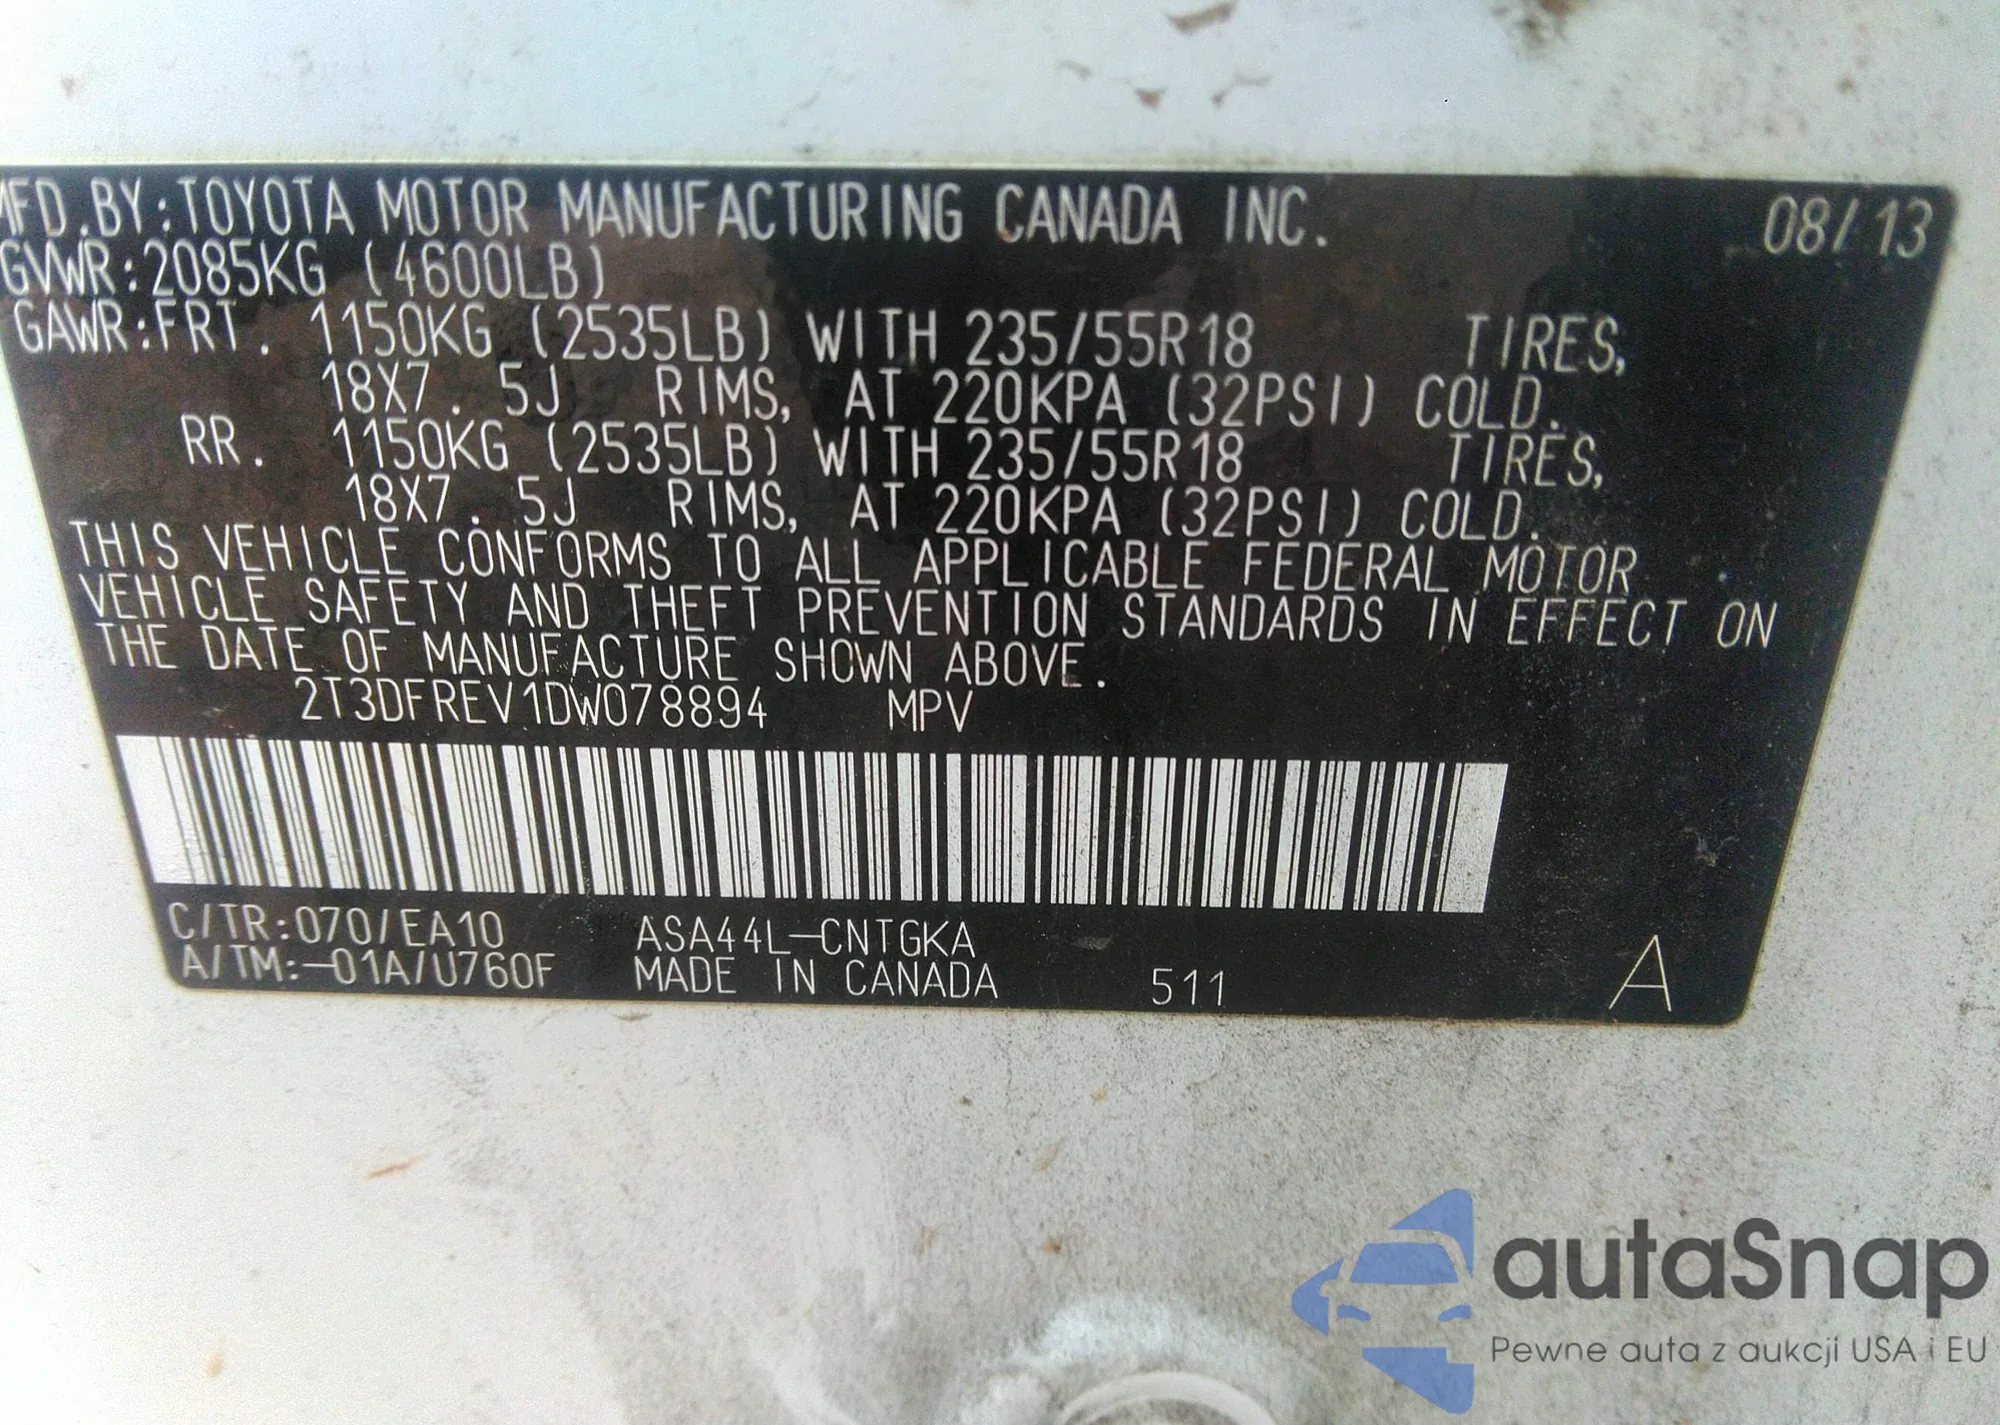 MFD.BY:TOYOTA MOTOR MANUFACTURING CANADA INC. 08/13
GVWR:2085KG (4600LB)
GAWR:FRT. 1150KG (2535LB) WITH 235/55R18 TIRES,
18X7.5J RIMS, AT 220KPA (32PSI) COLD.
RR. 1150KG (2535LB) WITH 235/55R18 TIRES,
18X7.5J RIMS, AT 220KPA (32PSI) COLD.
THIS VEHICLE CONFORMS TO ALL APPLICABLE FEDERAL MOTOR
VEHICLE SAFETY AND THEFT PREVENTION STANDARDS IN EFFECT ON
THE DATE OF MANUFACTURE SHOWN ABOVE.
2T3DFREV1DW078894 MPV
C/TR:070/EA10 ASA44L-CNTGKA
A/TM:-01A/U760F MADE IN CANADA 511 A
autaSnap
Pewne auta z aukcji USA i EU